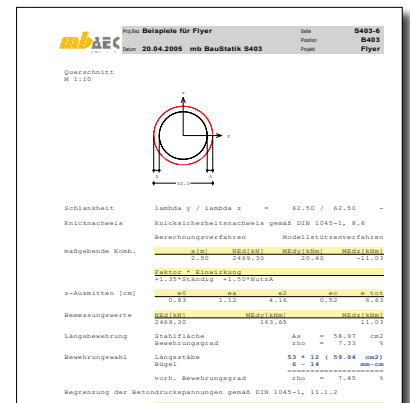 mb AEC
Proj.Bez Beispiele für Flyer Seite S403-6
Position B403
Datum 20.04.2005 mb BauStatik S403 Projekt Flyer
Querschnitt
M 1:10
z
y
3 3
32.0
Schlankheit lambda y / lambda z = 62.50 / 62.50 -
Knicknachweis Knicksicherheitsnachweis gemäß DIN 1045-1, 8.6
Berechnungsverfahren Modellstützenverfahren
maßgebende Komb. x[m] NEd[kN] MEdy[kNm] MEdz[kNm]
2.50 2469.30 20.40 -11.03
Faktor * Einwirkung
+1.35*Ständig +1.50*NutzA
z-Ausmitten [cm] e0 ea e2 ec e tot
0.83 1.12 4.16 0.52 6.63
Bemessungswerte NEd[kN] MEdy[kNm] MEdz[kNm]
2469.30 163.65 11.03
Längsbewehrung Stahlfläche As = 58.97 cm2
Bewehrungsgrad rho = 7.33 %
Bewehrungswahl Längsstäbe 53 * 12 ( 59.94 cm2)
Bügel 6 - 14 mm-cm
vorh. Bewehrungsgrad rho = 7.45 %
Begrenzung der Betondruckspannungen gemäß DIN 1045-1, 11.1.2